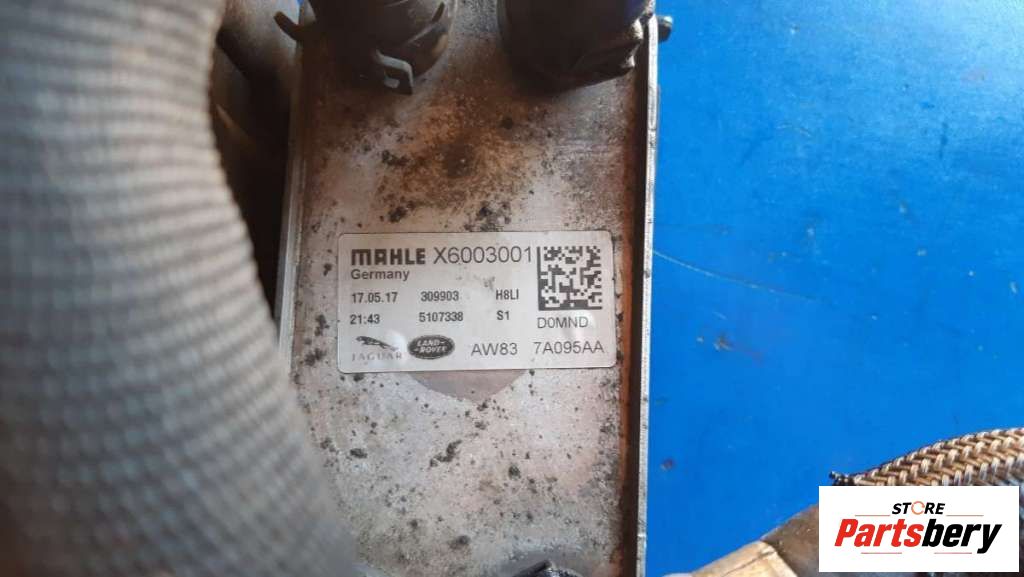 MAHLE X6003001
Germany
17.05.17 309903 H8LI
21:43 5107338 S1 D0MND
JAGUAR LAND-ROVER AW83 7A095AA
STORE
Partsbery